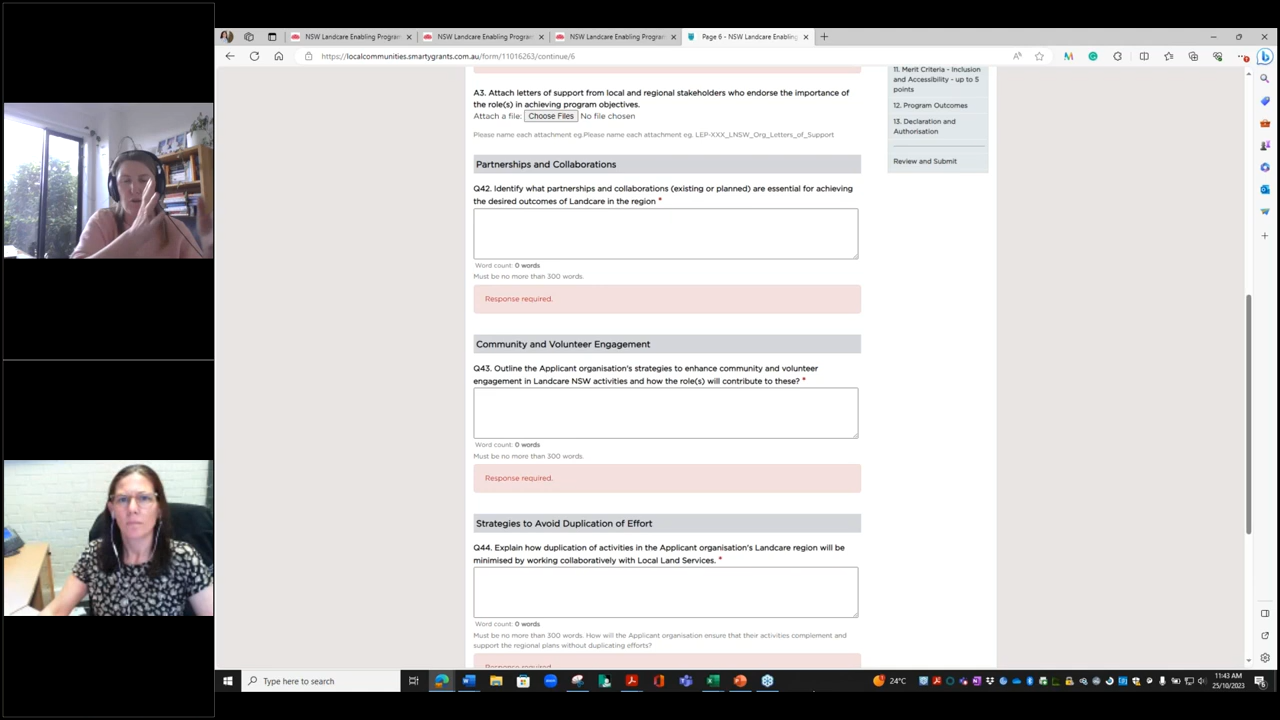 NSW Landcare Enabling Program
NSW Landcare Enabling Program
NSW Landcare Enabling Program
Page 6 - NSW Landcare Enabling
https://localcommunities.smartygrants.com.au/form/11016263/continue/6
11. Merit Criteria - Inclusion
and Accessibility - up to 5
points
12. Program Outcomes
13. Declaration and
Authorisation
Review and Submit
A3. Attach letters of support from local and regional stakeholders who endorse the importance of
the role(s) in achieving program objectives.
Attach a file: Choose Files No file chosen
Please name each attachment eg.Please name each attachment eg. LEP-XXX_LNSW_Org_Letters_of_Support
Partnerships and Collaborations
Q42. Identify what partnerships and collaborations (existing or planned) are essential for achieving
the desired outcomes of Landcare in the region *
Word count: 0 words
Must be no more than 300 words.
Response required.
Community and Volunteer Engagement
Q43. Outline the Applicant organisation's strategies to enhance community and volunteer
engagement in Landcare NSW activities and how the role(s) will contribute to these? *
Word count: 0 words
Must be no more than 300 words.
Response required.
Strategies to Avoid Duplication of Effort
Q44. Explain how duplication of activities in the Applicant organisation's Landcare region will be
minimised by working collaboratively with Local Land Services. *
Word count: 0 words
Must be no more than 300 words. How will the Applicant organisation ensure that their activities complement and
support the regional plans without duplicating efforts?
Response required.
Type here to search
24°C
11:43 AM
25/10/2023